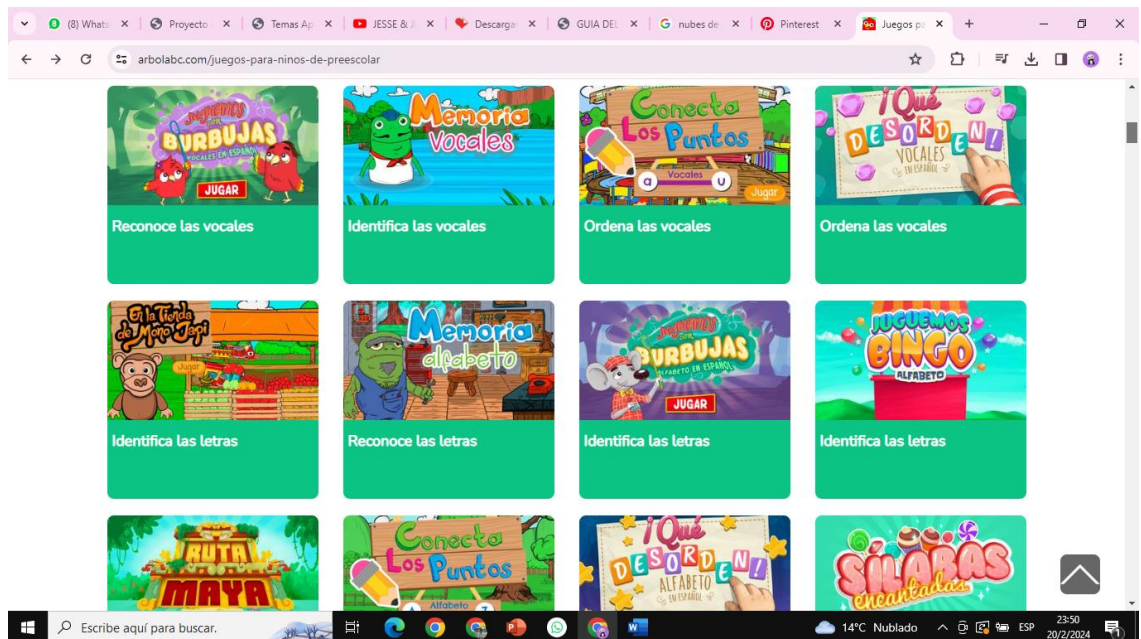 (8) Whats
Proyecto
Temas Ap
JESSE & J
Descarga
GUIA DEL
nubes de
Pinterest
Juegos pa
arbolabc.com/juegos-para-ninos-de-preescolar
Juguemos con
BURBUJAS
VOCALES EN ESPAÑOL
JUGAR
Memoria
Vocales
Conecta
Los Puntos
Vocales
a
u
Jugar
¡Qué
DESORDEN!
VOCALES
EN ESPAÑOL
Reconoce las vocales
Identifica las vocales
Ordena las vocales
Ordena las vocales
En la Tienda
de Mono Japi
Jugar
Memoria
alfabeto
Juguemos con
BURBUJAS
ALFABETO EN ESPAÑOL
JUGAR
JUGUEMOS
BINGO
ALFABETO
Identifica las letras
Reconoce las letras
Identifica las letras
Identifica las letras
RUTA
MAYA
Conecta
Los Puntos
Alfabeto
¡Qué
DESORDEN!
ALFABETO
EN ESPAÑOL
SÍLABAS
encantadas
Escribe aquí para buscar.
14°C Nublado
ESP
23:50
20/2/2024